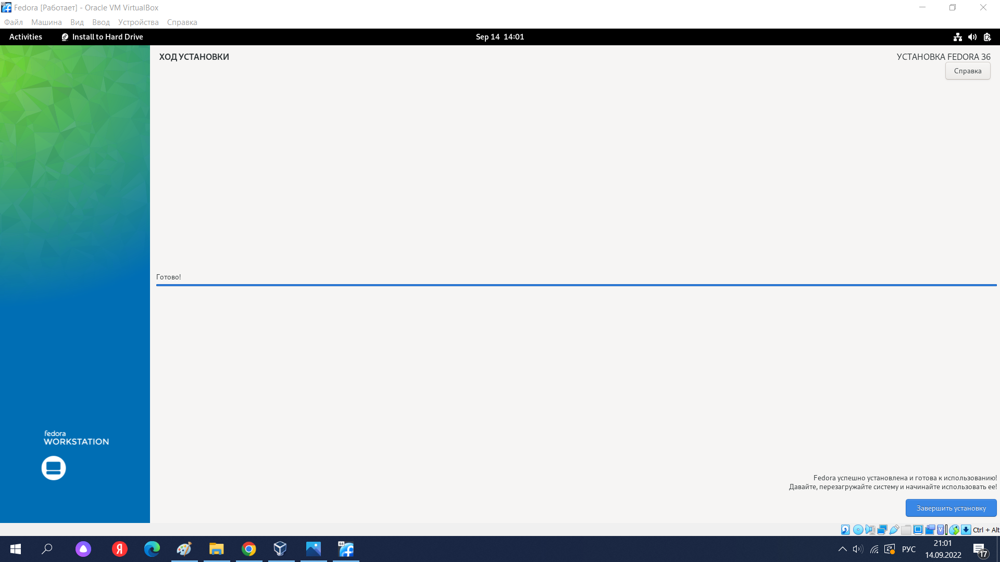 Fedora [Работает] - Oracle VM VirtualBox
Файл Машина Вид Ввод Устройства Справка
Activities Install to Hard Drive Sep 14 14:01
ХОД УСТАНОВКИ УСТАНОВКА FEDORA 36
Справка
Готово!
fedora
WORKSTATION
Fedora успешно установлена и готова к использованию!
Давайте, перезагружайте систему и начинайте использовать ее!
Завершить установку
Ctrl + Alt
64
РУС
21:01
14.09.2022
17